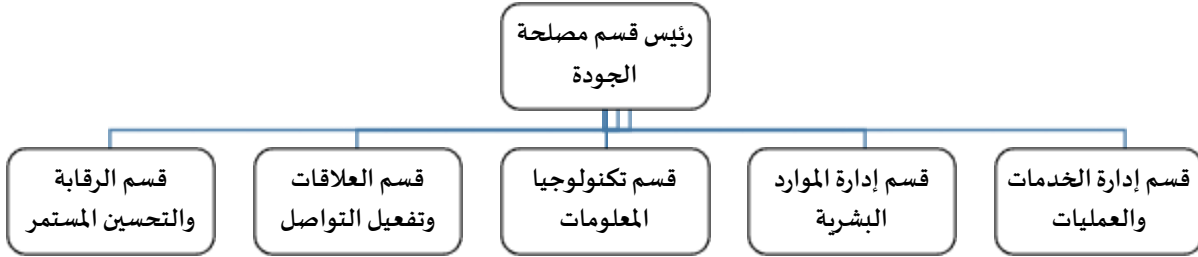 رئيس قسم مصلحة
الجودة
قسم إدارة الخدمات
والعمليات
قسم إدارة الموارد
البشرية
قسم تكنولوجيا
المعلومات
قسم العلاقات
وتفعيل التواصل
قسم الرقابة
والتحسين المستمر